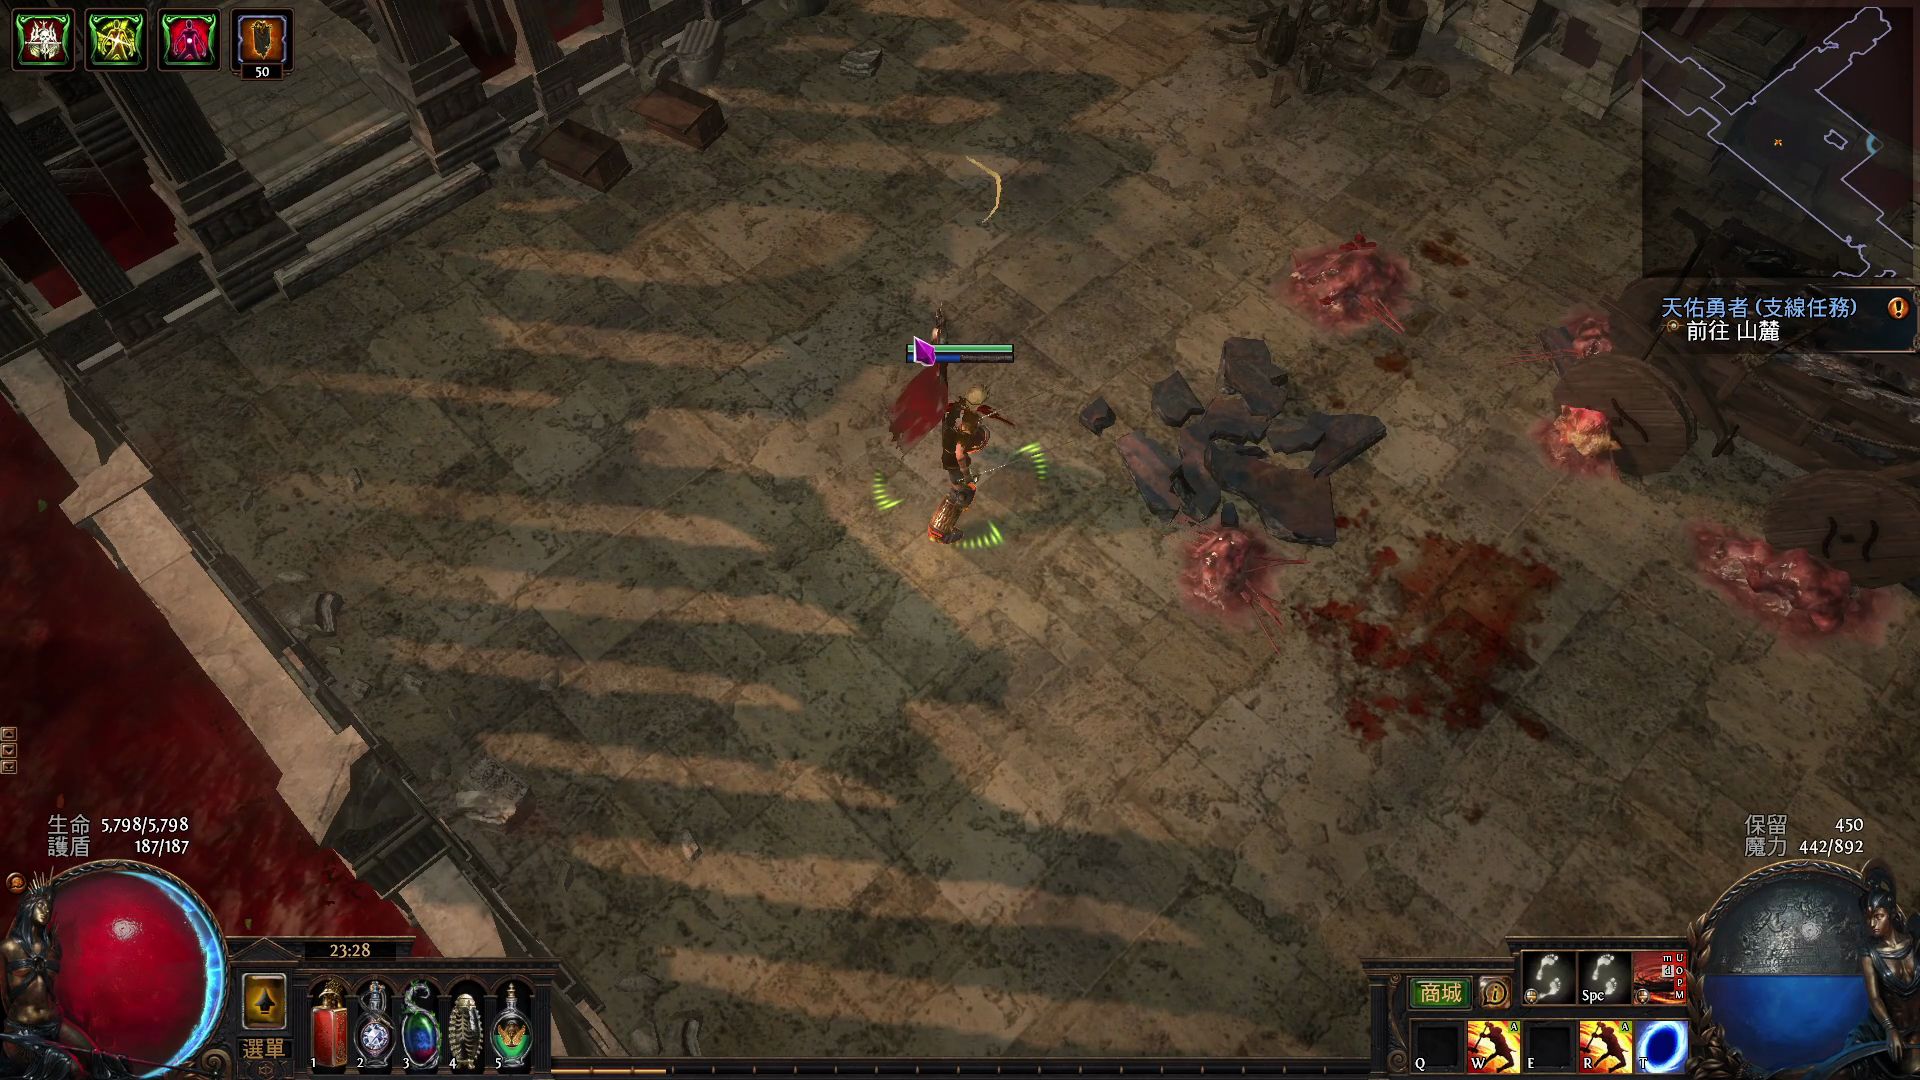 50
天佑勇者 (支線任務)
前往 山麓
生命 5,798/5,798
護盾 187/187
保留 450
魔力 442/892
23:28
選單
1
2
3
4
5
商城
Spc
m U
d O
P
M
Q
W
A
E
R
A
T